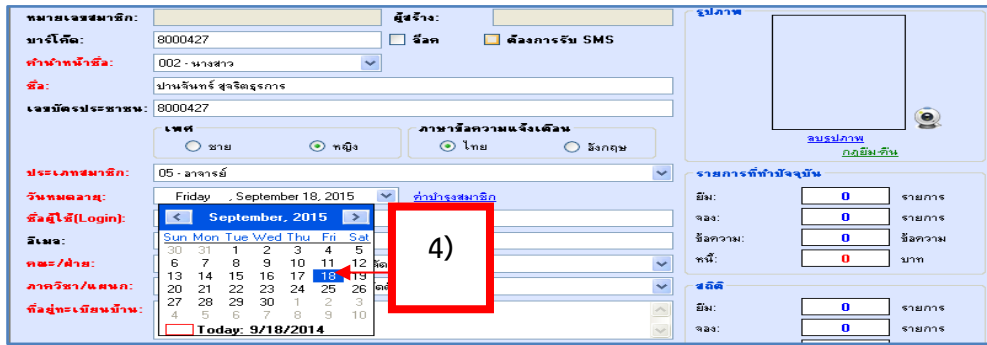 หมายเลขสมาชิก: ผู้สร้าง: รูปภาพ
บาร์โค้ด: 8000427 ล็อค ต้องการรับ SMS
คำนำหน้าชื่อ: 002 - นางสาว
ชื่อ: ปานจันทร์ สุจริตธุรการ
เลขบัตรประชาชน: 8000427
เพศ ภาษาข้อความแจ้งเตือน
ชาย หญิง ไทย อังกฤษ
ลบรูปภาพ
กฎยืม-คืน
ประเภทสมาชิก: 05 - อาจารย์ รายการที่ทำปัจจุบัน
วันหมดอายุ: Friday , September 18, 2015 ค่าบำรุงสมาชิก ยืม: 0 รายการ
ชื่อผู้ใช้(Login): September, 2015 จอง: 0 รายการ
อีเมล: Sun Mon Tue Wed Thu Fri Sat ข้อความ: 0 ข้อความ
30 31 1 2 3 4 5
คณะ/ฝ่าย: 6 7 8 9 10 11 12 หนี้: 0 บาท
13 14 15 16 17 18 19
4)
ภาควิชา/แผนก: 20 21 22 23 24 25 26 สถิติ
ที่อยู่ทะเบียนบ้าน: 27 28 29 30 1 2 3 ยืม: 0 รายการ
4 5 6 7 8 9 10
Today: 9/18/2014 จอง: 0 รายการ